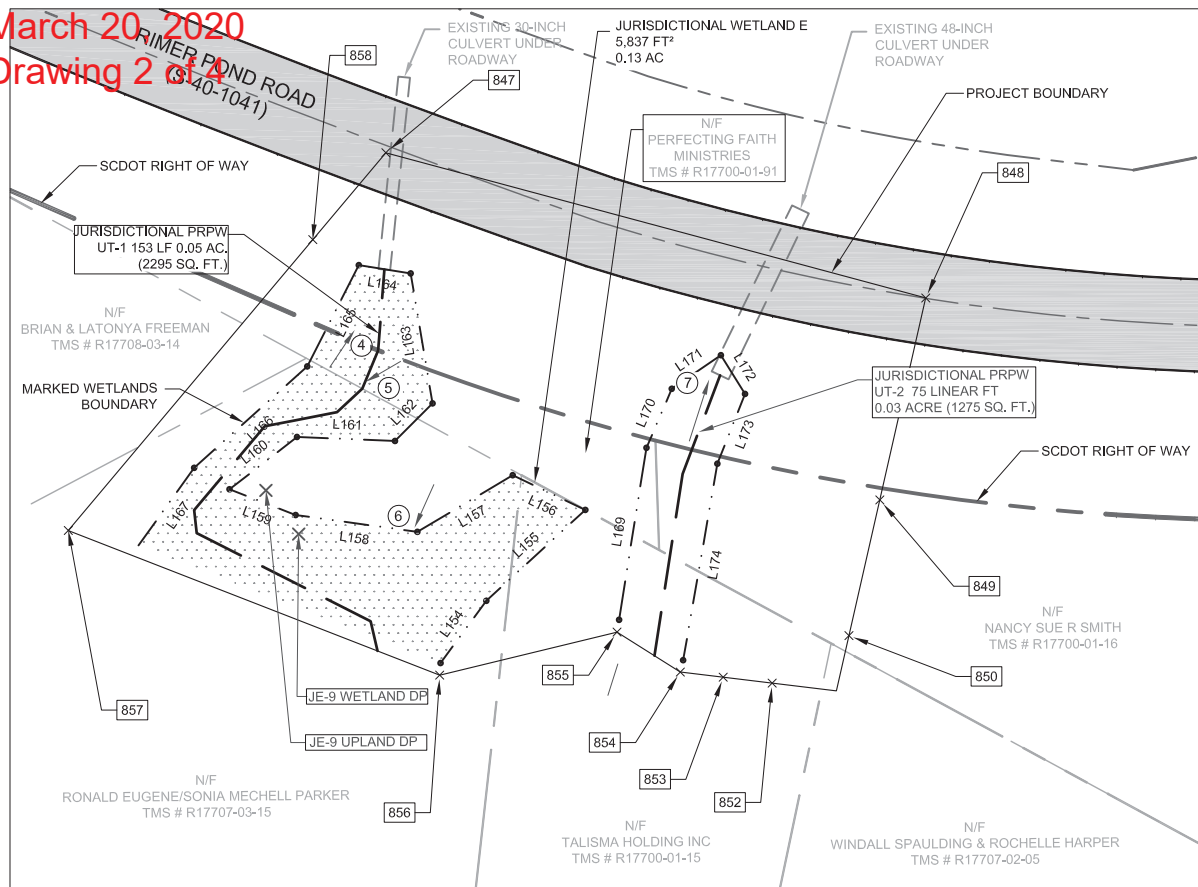 March 20, 2020
Drawing 2 of 4
RIMER POND ROAD
(S-40-1041)
858
847
EXISTING 30-INCH
CULVERT UNDER
ROADWAY
JURISDICTIONAL WETLAND E
5,837 FT²
0.13 AC
EXISTING 48-INCH
CULVERT UNDER
ROADWAY
PROJECT BOUNDARY
N/F
PERFECTING FAITH
MINISTRIES
TMS # R17700-01-91
848
SCDOT RIGHT OF WAY
JURISDICTIONAL PRPW
UT-1 153 LF 0.05 AC.
(2295 SQ. FT.)
N/F
BRIAN & LATONYA FREEMAN
TMS # R17708-03-14
MARKED WETLANDS
BOUNDARY
L164
L165
L163
4
5
L162
L161
L166
L160
L167
L159
L158
6
L157
L156
L155
L154
L171
L172
7
L170
L173
L169
L174
JURISDICTIONAL PRPW
UT-2 75 LINEAR FT
0.03 ACRE (1275 SQ. FT.)
SCDOT RIGHT OF WAY
849
N/F
NANCY SUE R SMITH
TMS # R17700-01-16
850
855
857
JE-9 WETLAND DP
JE-9 UPLAND DP
854
853
852
856
N/F
RONALD EUGENE/SONIA MECHELL PARKER
TMS # R17707-03-15
N/F
TALISMA HOLDING INC
TMS # R17700-01-15
N/F
WINDALL SPAULDING & ROCHELLE HARPER
TMS # R17707-02-05